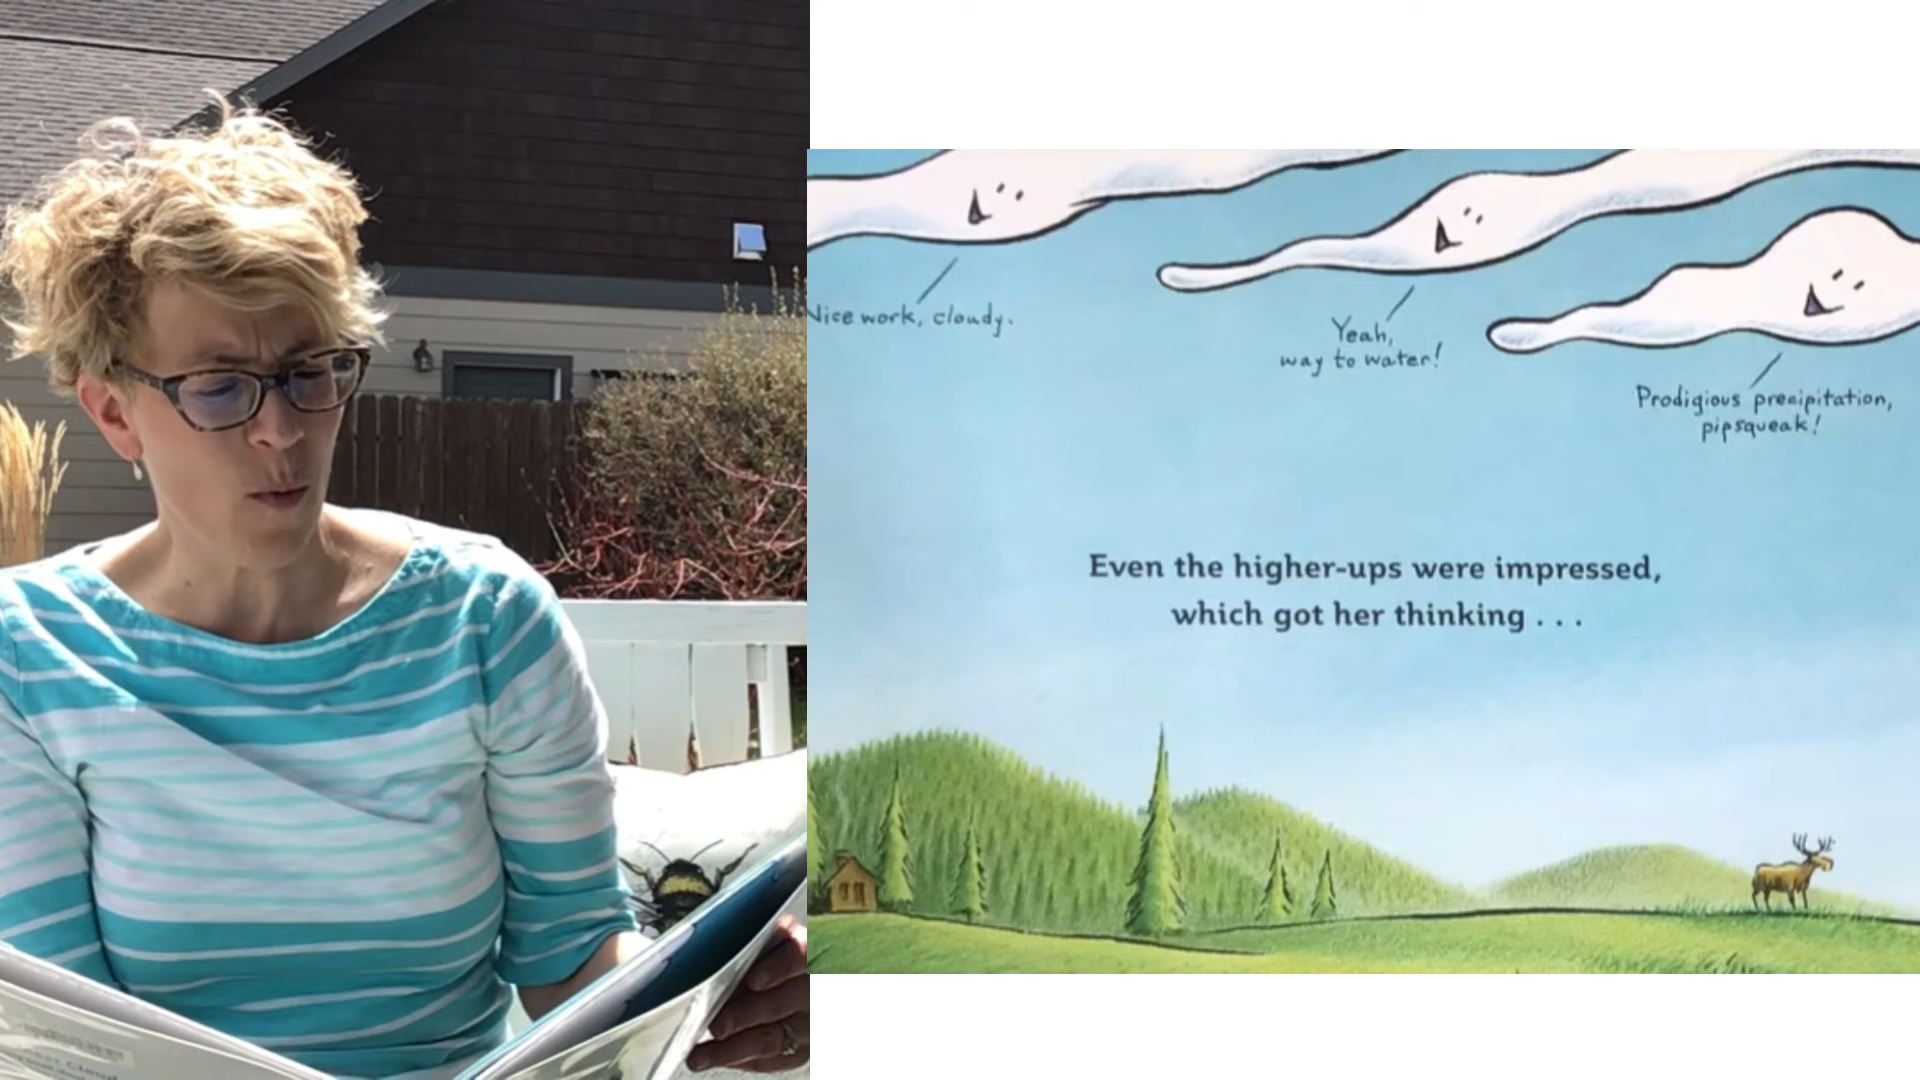 Nice work, cloudy.
Yeah,
way to water!
Prodigious precipitation,
pipsqueak!
Even the higher-ups were impressed,
which got her thinking . . .